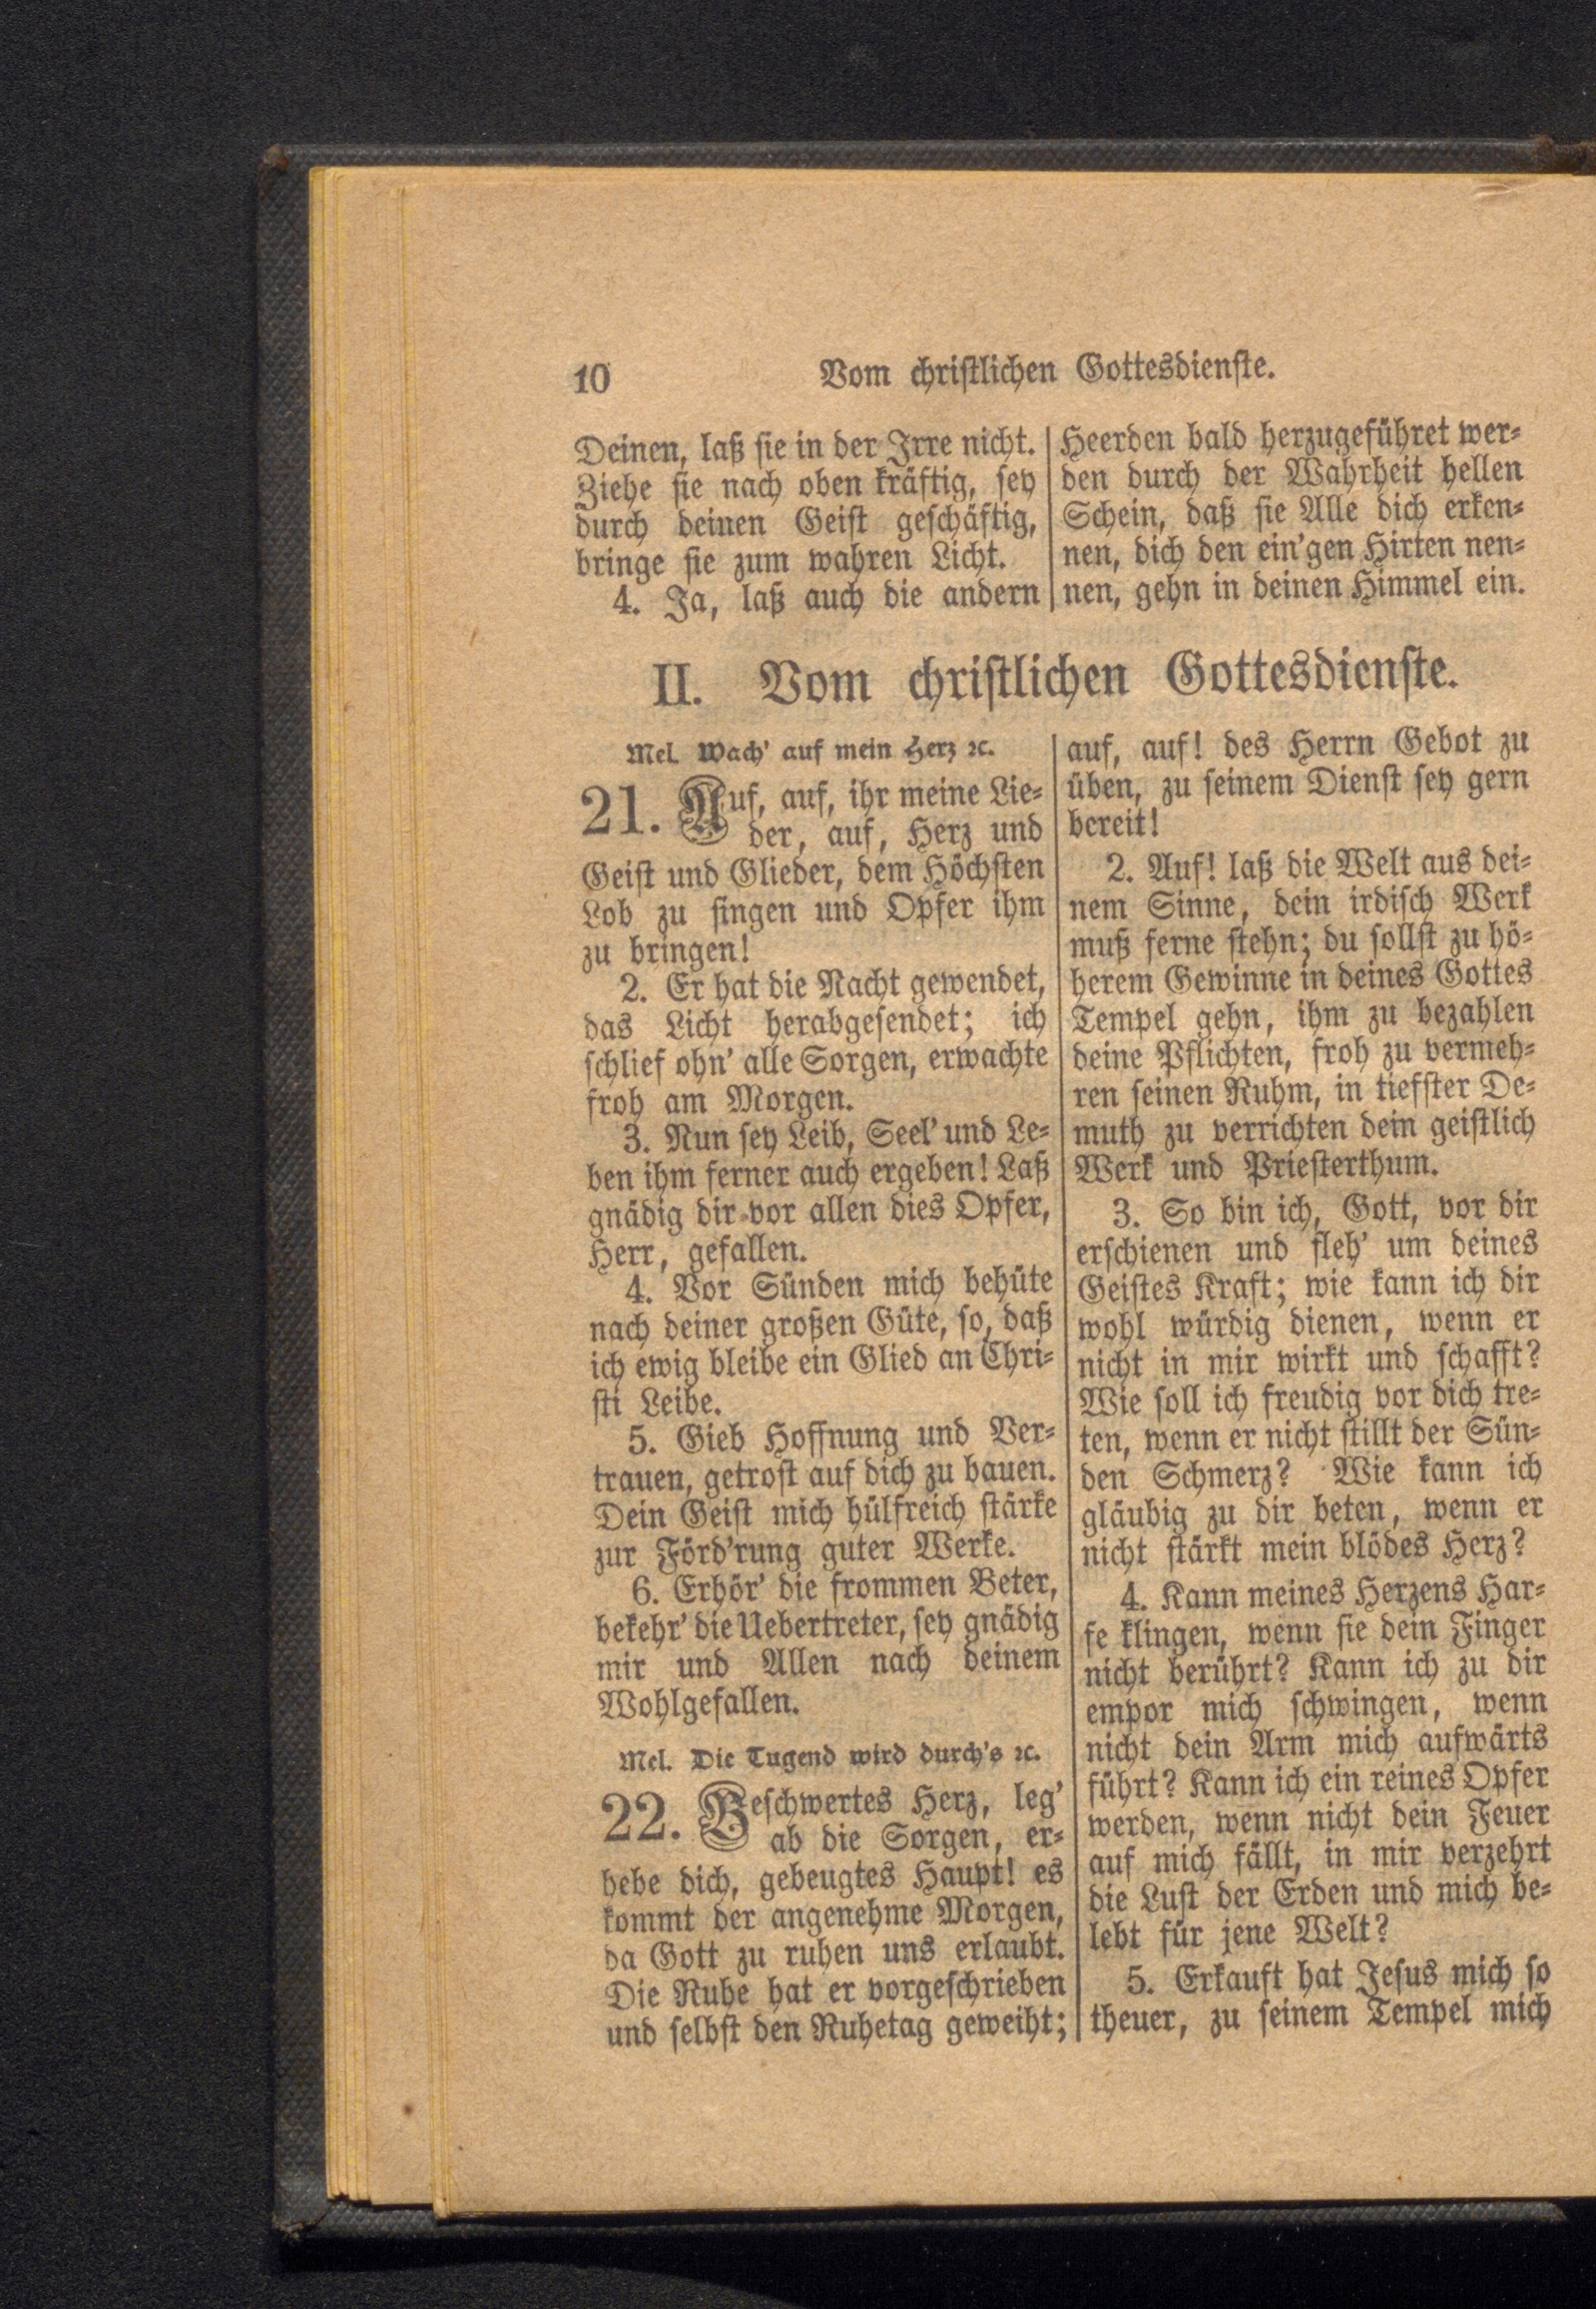 10 Vom christlichen Gottesdienste.
Deinen, laß sie in der Irre nicht.
Ziehe sie nach oben kräftig, sey
durch deinen Geist geschäftig,
bringe sie zum wahren Licht.
4. Ja, laß auch die andern
Heerden bald herzugeführet wer-
den durch der Wahrheit hellen
Schein, daß sie Alle dich erken-
nen, dich den ein'gen Hirten nen-
nen, gehn in deinen Himmel ein.
II. Vom christlichen Gottesdienste.
Mel. Wach' auf mein Herz ꝛc.
21. Auf, auf, ihr meine Lie-
der, auf, Herz und
Geist und Glieder, dem Höchsten
Lob zu singen und Opfer ihm
zu bringen!
2. Er hat die Nacht gewendet,
das Licht herabgesendet; ich
schlief ohn' alle Sorgen, erwachte
froh am Morgen.
3. Nun sey Leib, Seel' und Le-
ben ihm ferner auch ergeben! Laß
gnädig dir vor allen dies Opfer,
Herr, gefallen.
4. Vor Sünden mich behüte
nach deiner großen Güte, so, daß
ich ewig bleibe ein Glied an Chri-
sti Leibe.
5. Gieb Hoffnung und Ver-
trauen, getrost auf dich zu bauen.
Dein Geist mich hülfreich stärke
zur Förd'rung guter Werke.
6. Erhör' die frommen Beter,
bekehr' die Uebertreter, sey gnädig
mir und Allen nach deinem
Wohlgefallen.
Mel. Die Tugend wird durch's ꝛc.
22. Beschwertes Herz, leg'
ab die Sorgen, er-
hebe dich, gebeugtes Haupt! es
kommt der angenehme Morgen,
da Gott zu ruhen uns erlaubt.
Die Ruhe hat er vorgeschrieben
und selbst den Ruhetag geweiht;
auf, auf! des Herrn Gebot zu
üben, zu seinem Dienst sey gern
bereit!
2. Auf! laß die Welt aus dei-
nem Sinne, dein irdisch Werk
muß ferne stehn; du sollst zu hö-
herem Gewinne in deines Gottes
Tempel gehn, ihm zu bezahlen
deine Pflichten, froh zu vermeh-
ren seinen Ruhm, in tiefster De-
muth zu verrichten dein geistlich
Werk und Priesterthum.
3. So bin ich, Gott, vor dir
erschienen und fleh' um deines
Geistes Kraft; wie kann ich dir
wohl würdig dienen, wenn er
nicht in mir wirkt und schafft?
Wie soll ich freudig vor dich tre-
ten, wenn er nicht stillt der Sün-
den Schmerz? Wie kann ich
gläubig zu dir beten, wenn er
nicht stärkt mein blödes Herz?
4. Kann meines Herzens Har-
fe klingen, wenn sie dein Finger
nicht berührt? Kann ich zu dir
empor mich schwingen, wenn
nicht dein Arm mich aufwärts
führt? Kann ich ein reines Opfer
werden, wenn nicht dein Feuer
auf mich fällt, in mir verzehrt
die Lust der Erden und mich be-
lebt für jene Welt?
5. Erkauft hat Jesus mich so
theuer, zu seinem Tempel mich